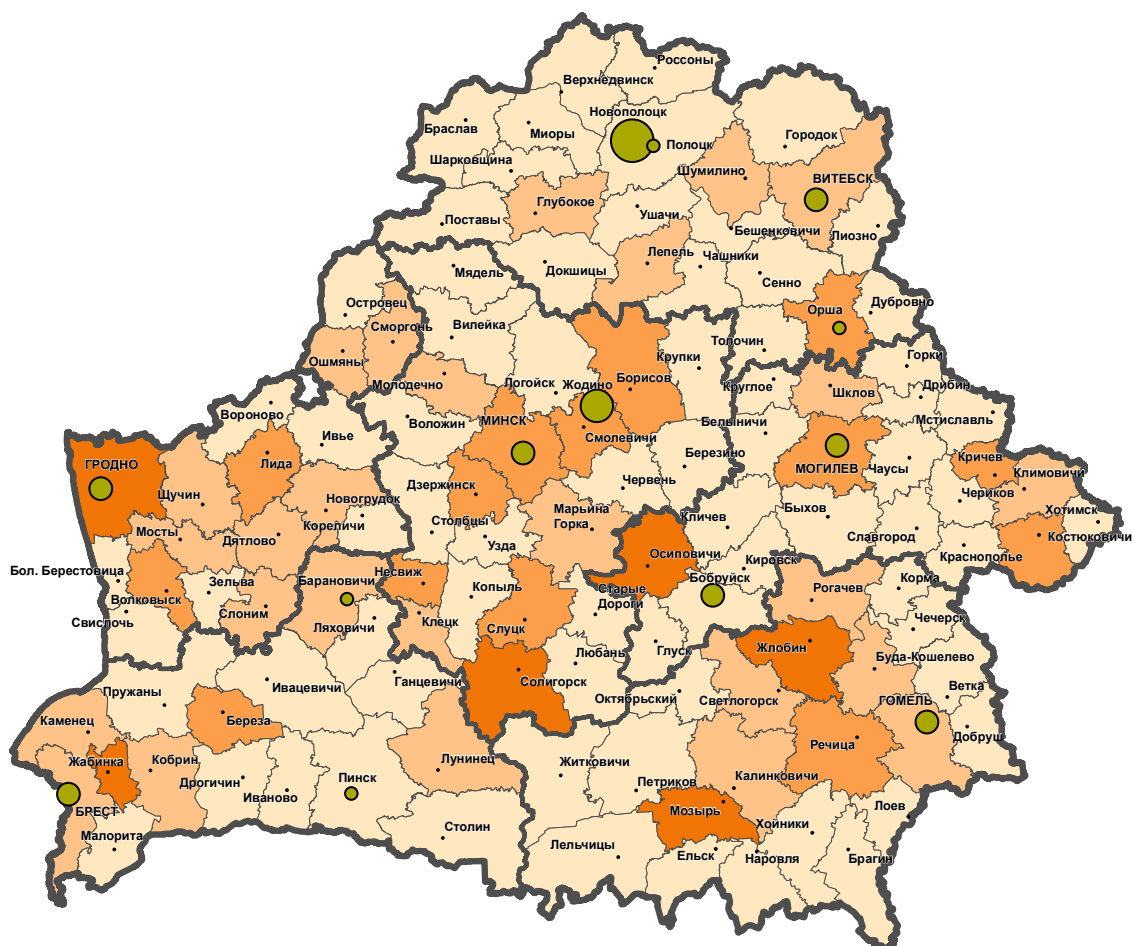 Россоны
Верхнедвинск
Новополоцк
Браслав
Миоры
Городок
Полоцк
Шарковщина
Шумилино
ВИТЕБСК
Глубокое
Поставы
Ушачи
Бешенковичи
Лиозно
Лепель
Чашники
Мядель
Докшицы
Сенно
Островец
Дубровно
Орша
Сморгонь
Вилейка
Толочин
Крупки
Горки
Ошмяны
Молодечно
Логойск
Жодино
Борисов
Круглое
Шклов
Дрибин
Вороново
Воложин
МИНСК
Белыничи
Мстиславль
Ивье
Смолевичи
ГРОДНО
Лида
Березино
МОГИЛЕВ
Чаусы
Кричев
Климовичи
Щучин
Новогрудок
Дзержинск
Червень
Чериков
Кореличи
Марьина
Горка
Быхов
Хотимск
Мосты
Дятлово
Столбцы
Кличев
Славгород
Костюковичи
Узда
Осиповичи
Краснополье
Бол. Берестовица
Зельва
Барановичи
Несвиж
Копыль
Старые
Дороги
Бобруйск
Кировск
Корма
Волковыск
Слоним
Рогачев
Свислочь
Ляховичи
Клецк
Слуцк
Чечерск
Любань
Глуск
Жлобин
Буда-Кошелево
Пружаны
Ивацевичи
Ганцевичи
Солигорск
Октябрьский
Светлогорск
Ветка
ГОМЕЛЬ
Каменец
Береза
Добруш
Речица
Жабинка
Кобрин
Лунинец
Житковичи
Дрогичин
Пинск
Петриков
Калинковичи
Иваново
БРЕСТ
Мозырь
Лоев
Малорита
Столин
Хойники
Лельчицы
Ельск
Наровля
Брагин